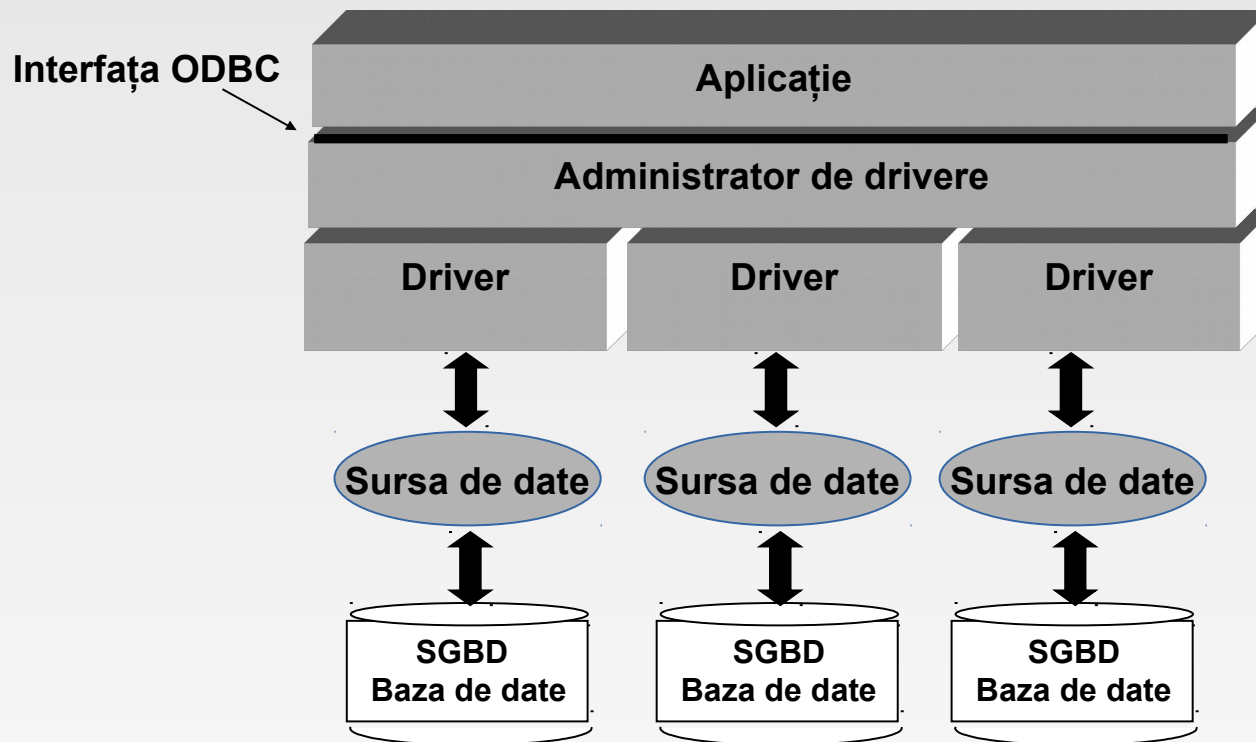 Interfața ODBC
Aplicație
Administrator de drivere
Driver
Driver
Driver
Sursa de date
Sursa de date
Sursa de date
SGBD
Baza de date
SGBD
Baza de date
SGBD
Baza de date